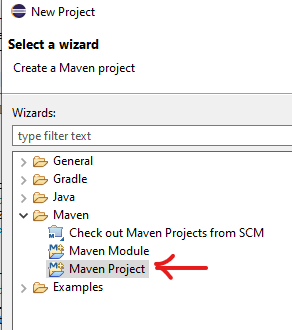 New Project
Select a wizard
Create a Maven project
Wizards:
type filter text
General
Gradle
Java
Maven
Check out Maven Projects from SCM
Maven Module
Maven Project
Examples